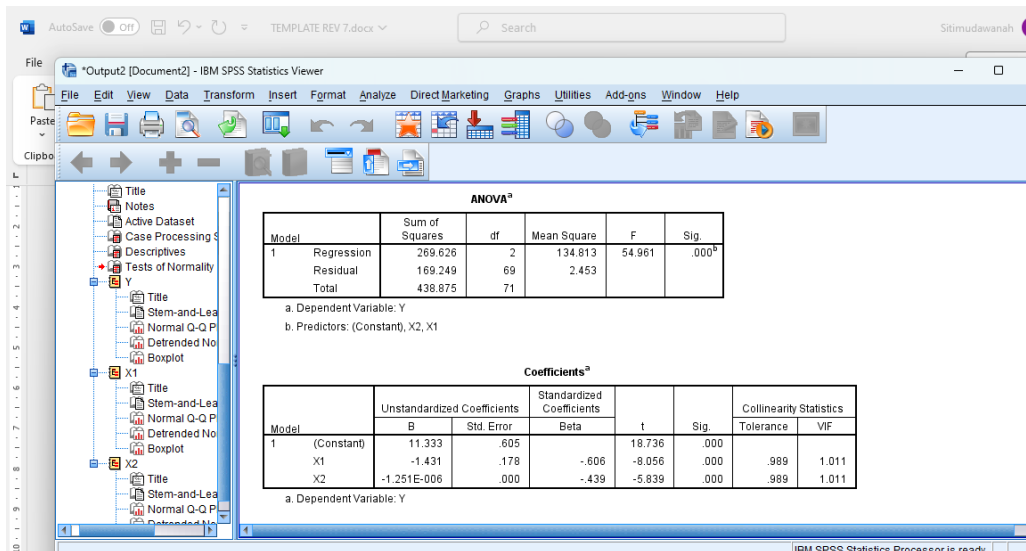 AutoSave Off TEMPLATE REV 7.docx Search Sitimudawanah
File
*Output2 [Document2] - IBM SPSS Statistics Viewer
File Edit View Data Transform Insert Format Analyze Direct Marketing Graphs Utilities Add-ons Window Help
Paste
Clipbo
Title
Notes
Active Dataset
Case Processing S
Descriptives
Tests of Normality
Y
Title
Stem-and-Lea
Normal Q-Q P
Detrended No
Boxplot
X1
Title
Stem-and-Lea
Normal Q-Q P
Detrended No
Boxplot
X2
Title
Stem-and-Lea
Normal Q-Q P
Detrended No
ANOVAa
Model Sum of Squares df Mean Square F Sig.
1 Regression 269.626 2 134.813 54.961 .000b
Residual 169.249 69 2.453
Total 438.875 71
a. Dependent Variable: Y
b. Predictors: (Constant), X2, X1
Coefficientsa
Unstandardized Coefficients Standardized Coefficients Collinearity Statistics
Model B Std. Error Beta t Sig. Tolerance VIF
1 (Constant) 11.333 .605 18.736 .000
X1 -1.431 .178 -.606 -8.056 .000 .989 1.011
X2 -1.251E-006 .000 -.439 -5.839 .000 .989 1.011
a. Dependent Variable: Y
IBM SPSS Statistics Processor is ready